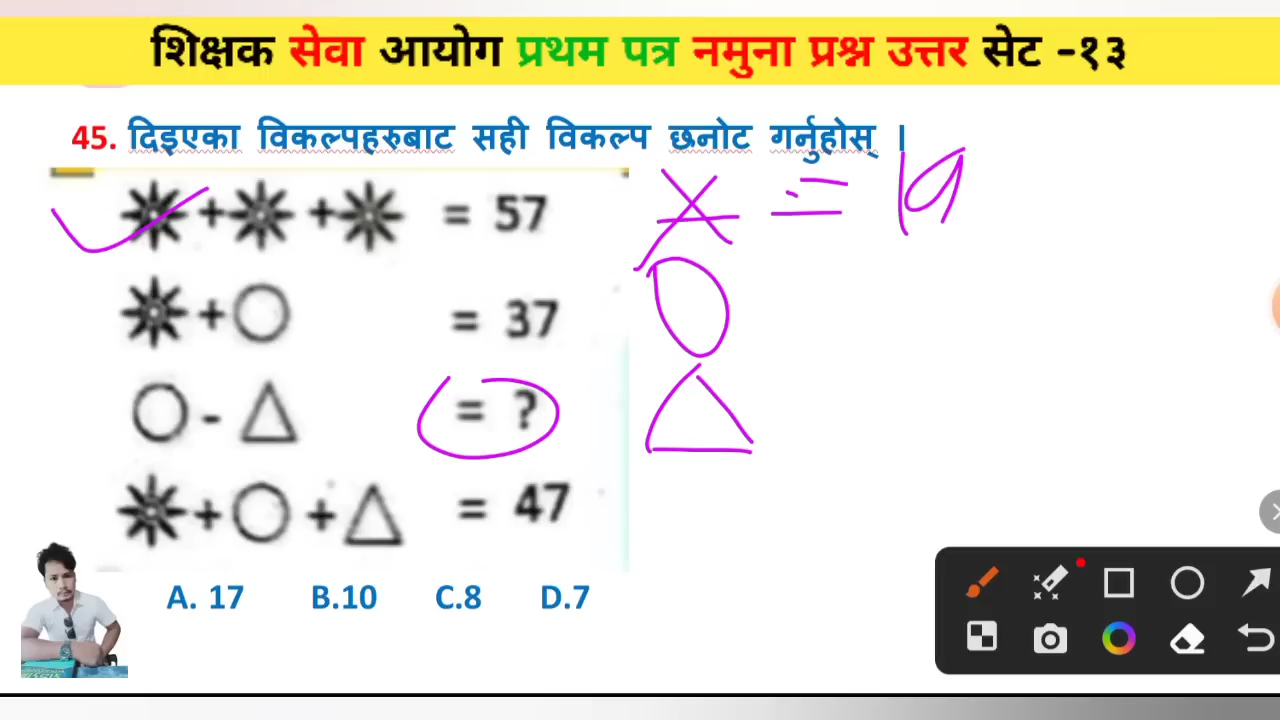 शिक्षक सेवा आयोग प्रथम पत्र नमुना प्रश्न उत्तर सेट -१३
45. दिइएका विकल्पहरुबाट सही विकल्प छनोट गर्नुहोस् ।
+ + = 57
= 19
+ = 37
- = ?
+ + = 47
A. 17 B.10 C.8 D.7